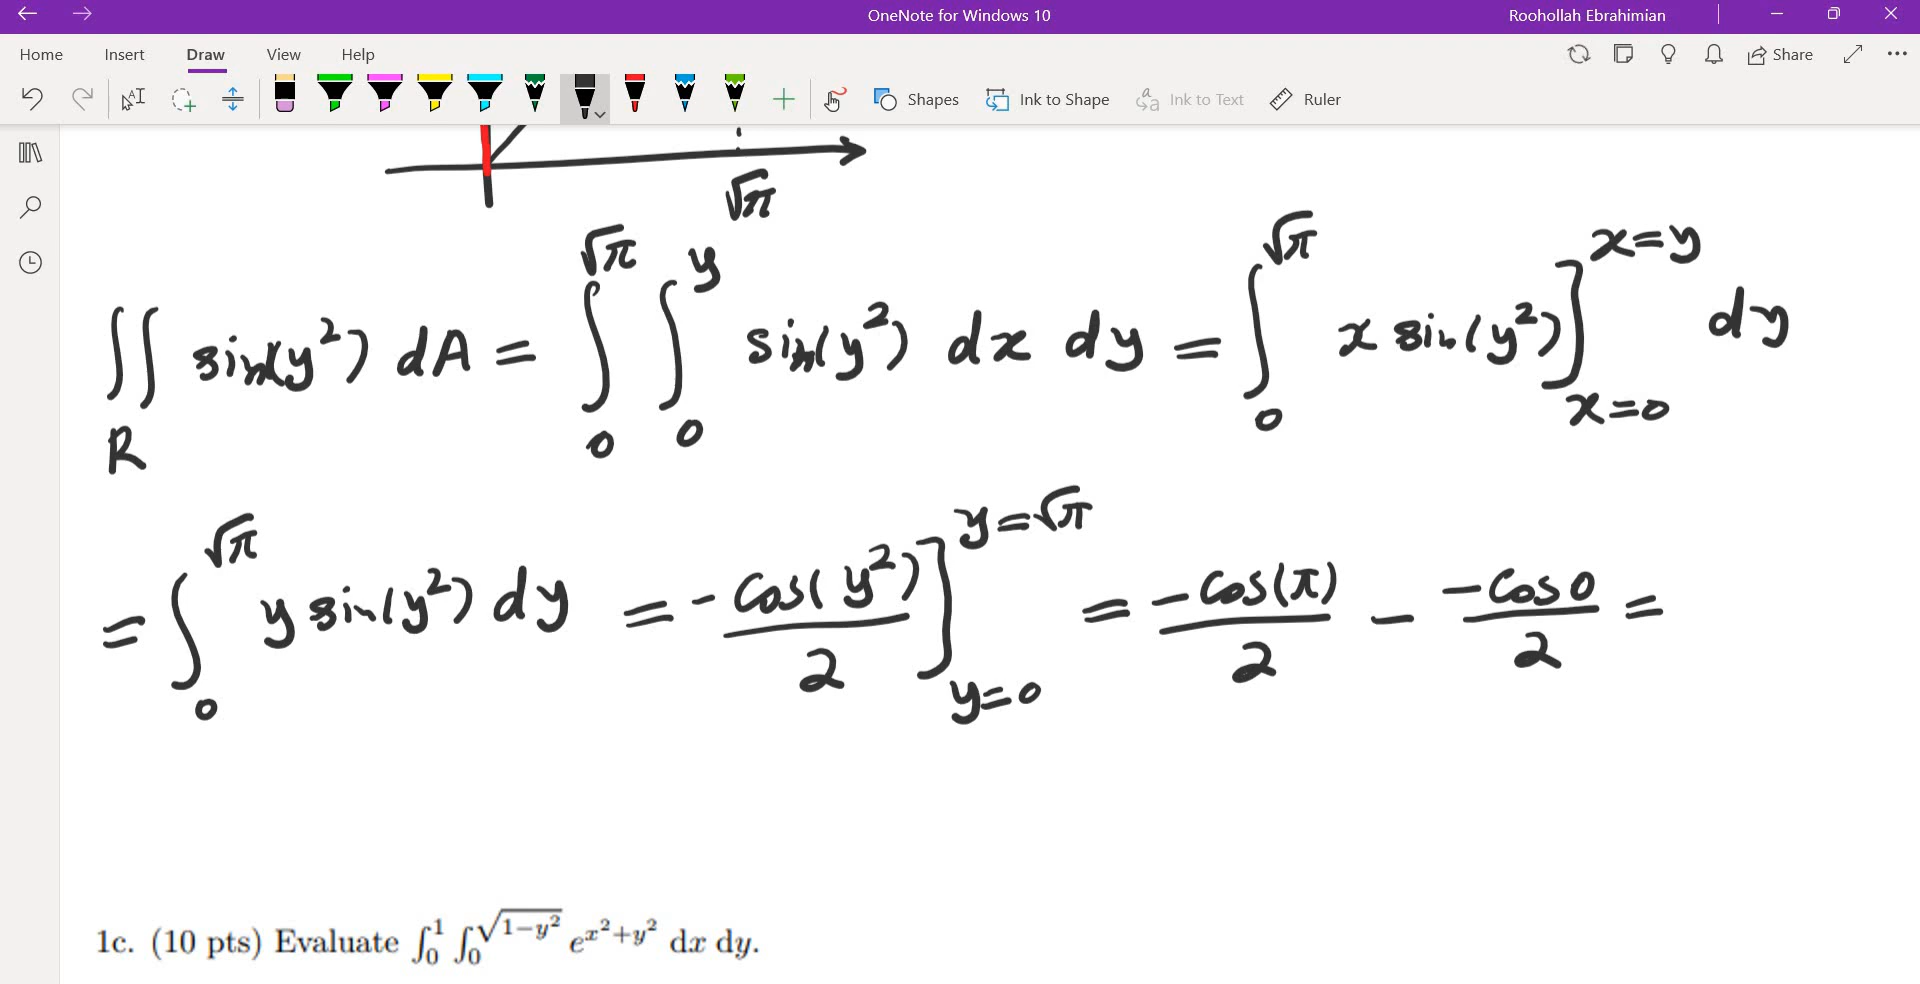 OneNote for Windows 10
Roohollah Ebrahimian
Home Insert Draw View Help
Share
Shapes Ink to Shape Ink to Text Ruler
√π
∬_R sin(y²) dA = ∫_0^√π ∫_0^y sin(y²) dx dy = ∫_0^√π x sin(y²)]_{x=0}^{x=y} dy
= ∫_0^√π y sin(y²) dy = -cos(y²)/2 ]_{y=0}^{y=√π} = -cos(π)/2 - -cos0/2 =
1c. (10 pts) Evaluate ∫_0^1 ∫_0^√(1−y²) e^{x²+y²} dx dy.